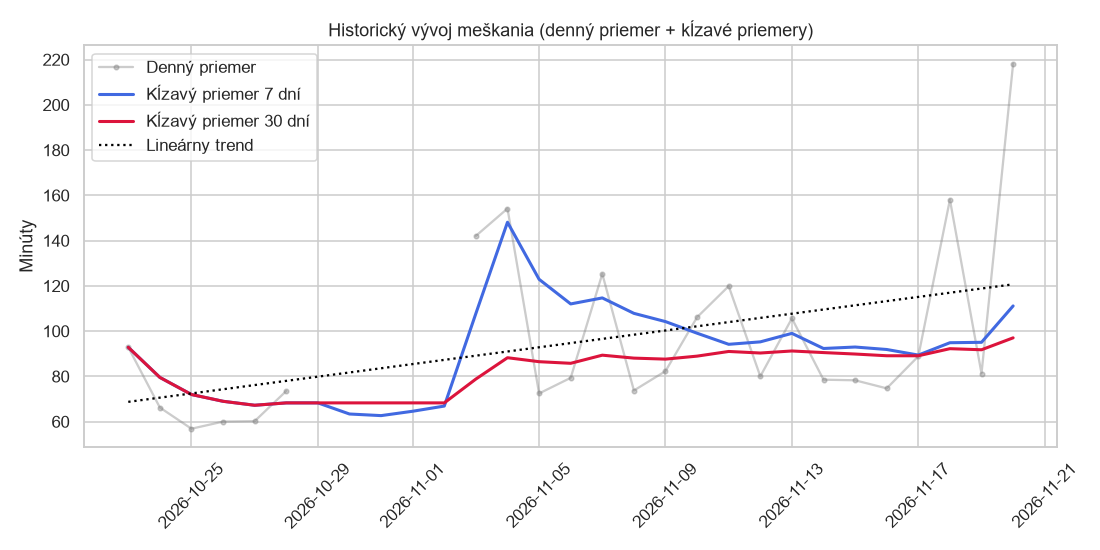 Historický vývoj meškania (denný priemer + kĺzavé priemery)
Denný priemer
Kĺzavý priemer 7 dní
Kĺzavý priemer 30 dní
Lineárny trend
Minúty
220
200
180
160
140
120
100
80
60
2026-10-25
2026-10-29
2026-11-01
2026-11-05
2026-11-09
2026-11-13
2026-11-17
2026-11-21